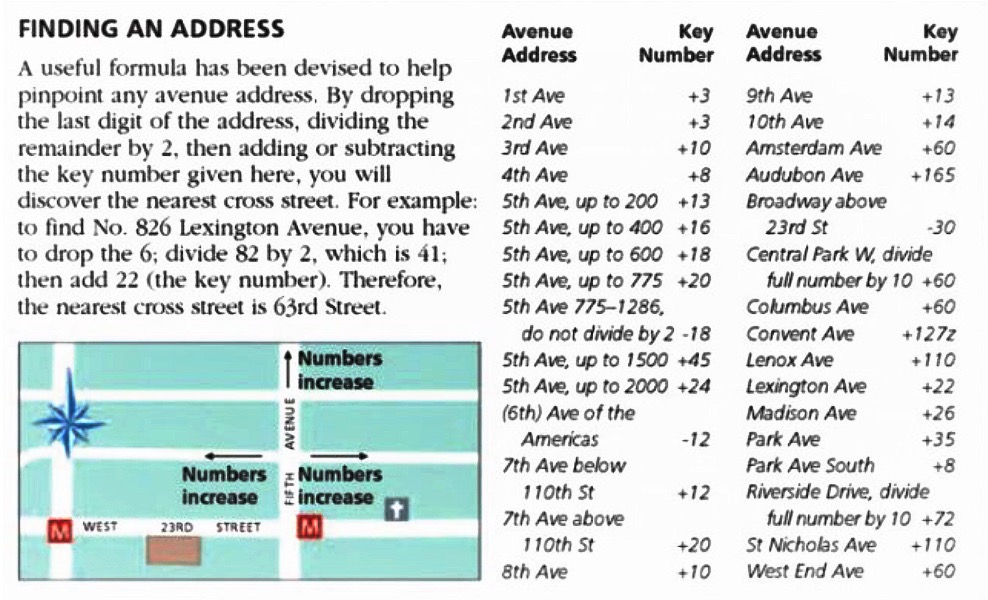 FINDING AN ADDRESS
A useful formula has been devised to help
pinpoint any avenue address. By dropping
the last digit of the address, dividing the
remainder by 2, then adding or subtracting
the key number given here, you will
discover the nearest cross street. For example:
to find No. 826 Lexington Avenue, you have
to drop the 6; divide 82 by 2, which is 41;
then add 22 (the key number). Therefore,
the nearest cross street is 63rd Street.
Numbers
increase
AVENUE
Numbers
increase
FIFTH
Numbers
increase
M
WEST 23RD STREET
M
Avenue Key
Address Number
1st Ave +3
2nd Ave +3
3rd Ave +10
4th Ave +8
5th Ave, up to 200 +13
5th Ave, up to 400 +16
5th Ave, up to 600 +18
5th Ave, up to 775 +20
5th Ave 775–1286,
do not divide by 2 -18
5th Ave, up to 1500 +45
5th Ave, up to 2000 +24
(6th) Ave of the
Americas -12
7th Ave below
110th St +12
7th Ave above
110th St +20
8th Ave +10
Avenue Key
Address Number
9th Ave +13
10th Ave +14
Amsterdam Ave +60
Audubon Ave +165
Broadway above
23rd St -30
Central Park W, divide
full number by 10 +60
Columbus Ave +60
Convent Ave +127z
Lenox Ave +110
Lexington Ave +22
Madison Ave +26
Park Ave +35
Park Ave South +8
Riverside Drive, divide
full number by 10 +72
St Nicholas Ave +110
West End Ave +60